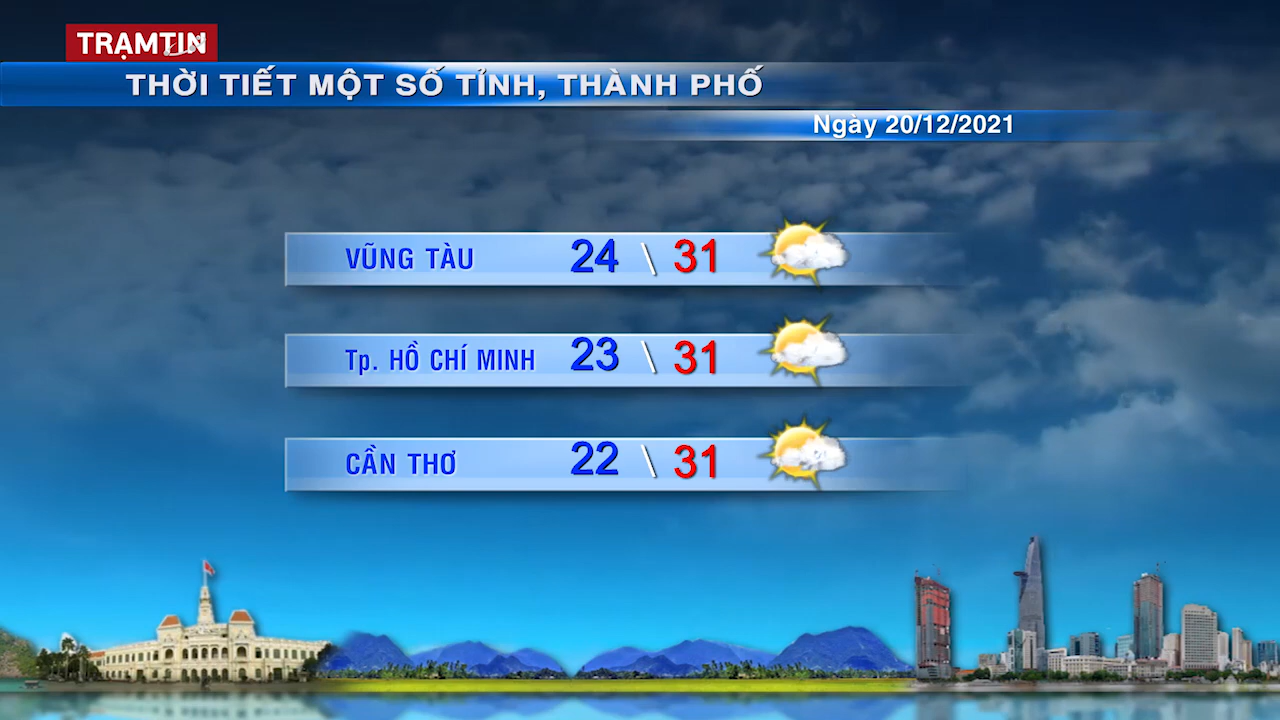 TRẠMTIN
THỜI TIẾT MỘT SỐ TỈNH, THÀNH PHỐ
Ngày 20/12/2021
VŨNG TÀU 24 \ 31
Tp. HỒ CHÍ MINH 23 \ 31
CẦN THƠ 22 \ 31